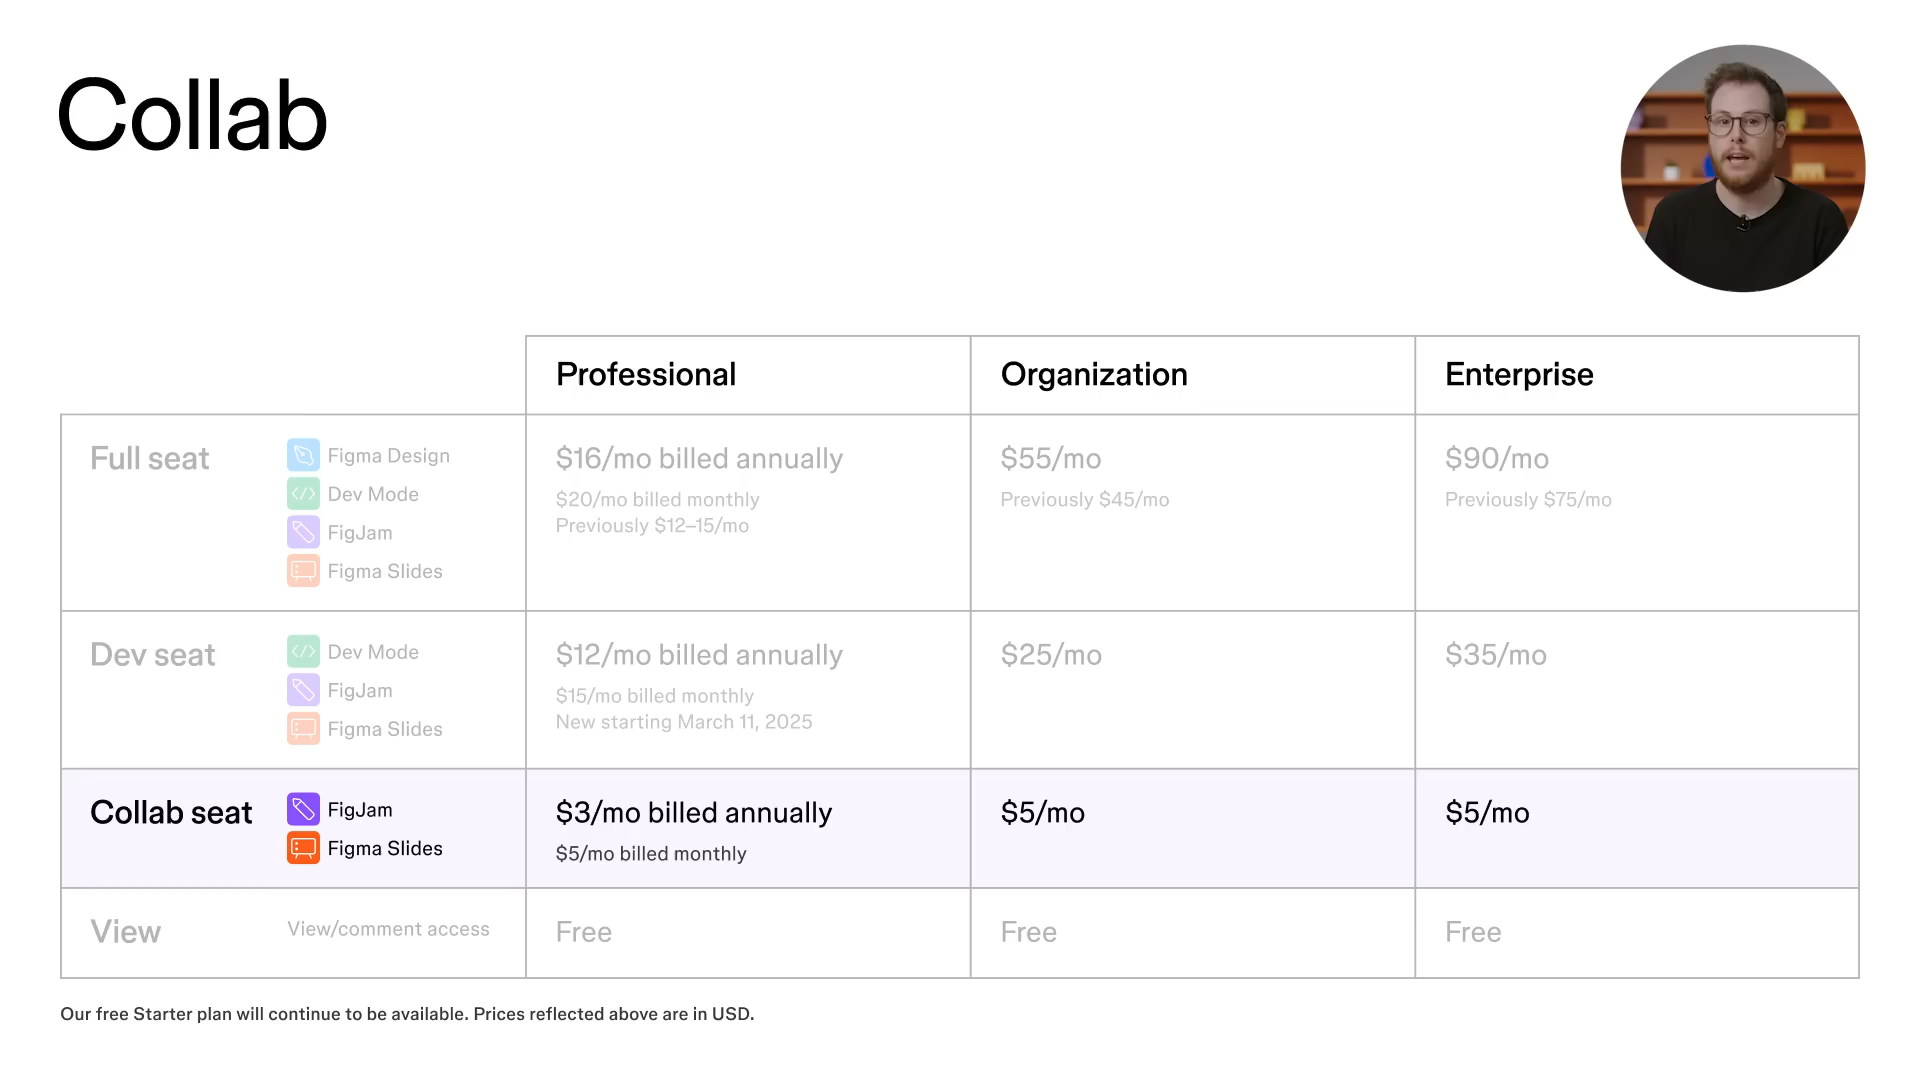 Collab
Professional
Organization
Enterprise
Full seat
Figma Design
Dev Mode
FigJam
Figma Slides
$16/mo billed annually
$20/mo billed monthly
Previously $12–15/mo
$55/mo
Previously $45/mo
$90/mo
Previously $75/mo
Dev seat
Dev Mode
FigJam
Figma Slides
$12/mo billed annually
$15/mo billed monthly
New starting March 11, 2025
$25/mo
$35/mo
Collab seat
FigJam
Figma Slides
$3/mo billed annually
$5/mo billed monthly
$5/mo
$5/mo
View
View/comment access
Free
Free
Free
Our free Starter plan will continue to be available. Prices reflected above are in USD.